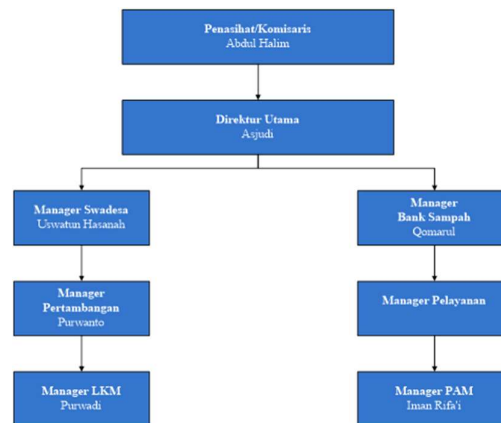 Penasihat/Komisaris
Abdul Halim
Direktur Utama
Asjudi
Manager Swadesa
Uswatun Hasanah
Manager
Bank Sampah
Qomarul
Manager
Pertambangan
Purwanto
Manager Pelayanan
Manager LKM
Purwadi
Manager PAM
Iman Rifa'i